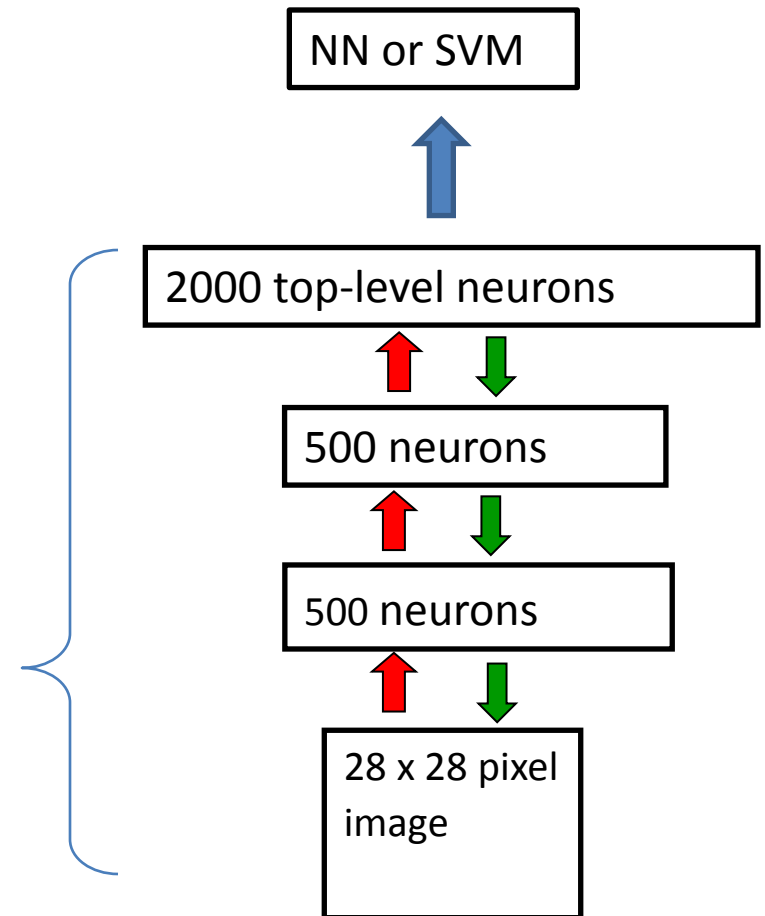 NN or SVM
2000 top-level neurons
500 neurons
500 neurons
28 x 28 pixel
image